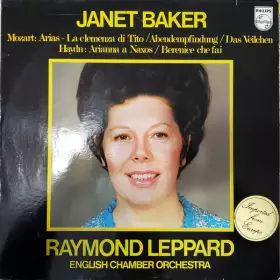 JANET BAKER
PHILIPS
Mozart: Arias - La clemenza di Tito / Abendempfindung / Das Veilchen
Haydn: Arianna a Naxos / Berenice che fai
Imported
from
Europe
RAYMOND LEPPARD
ENGLISH CHAMBER ORCHESTRA